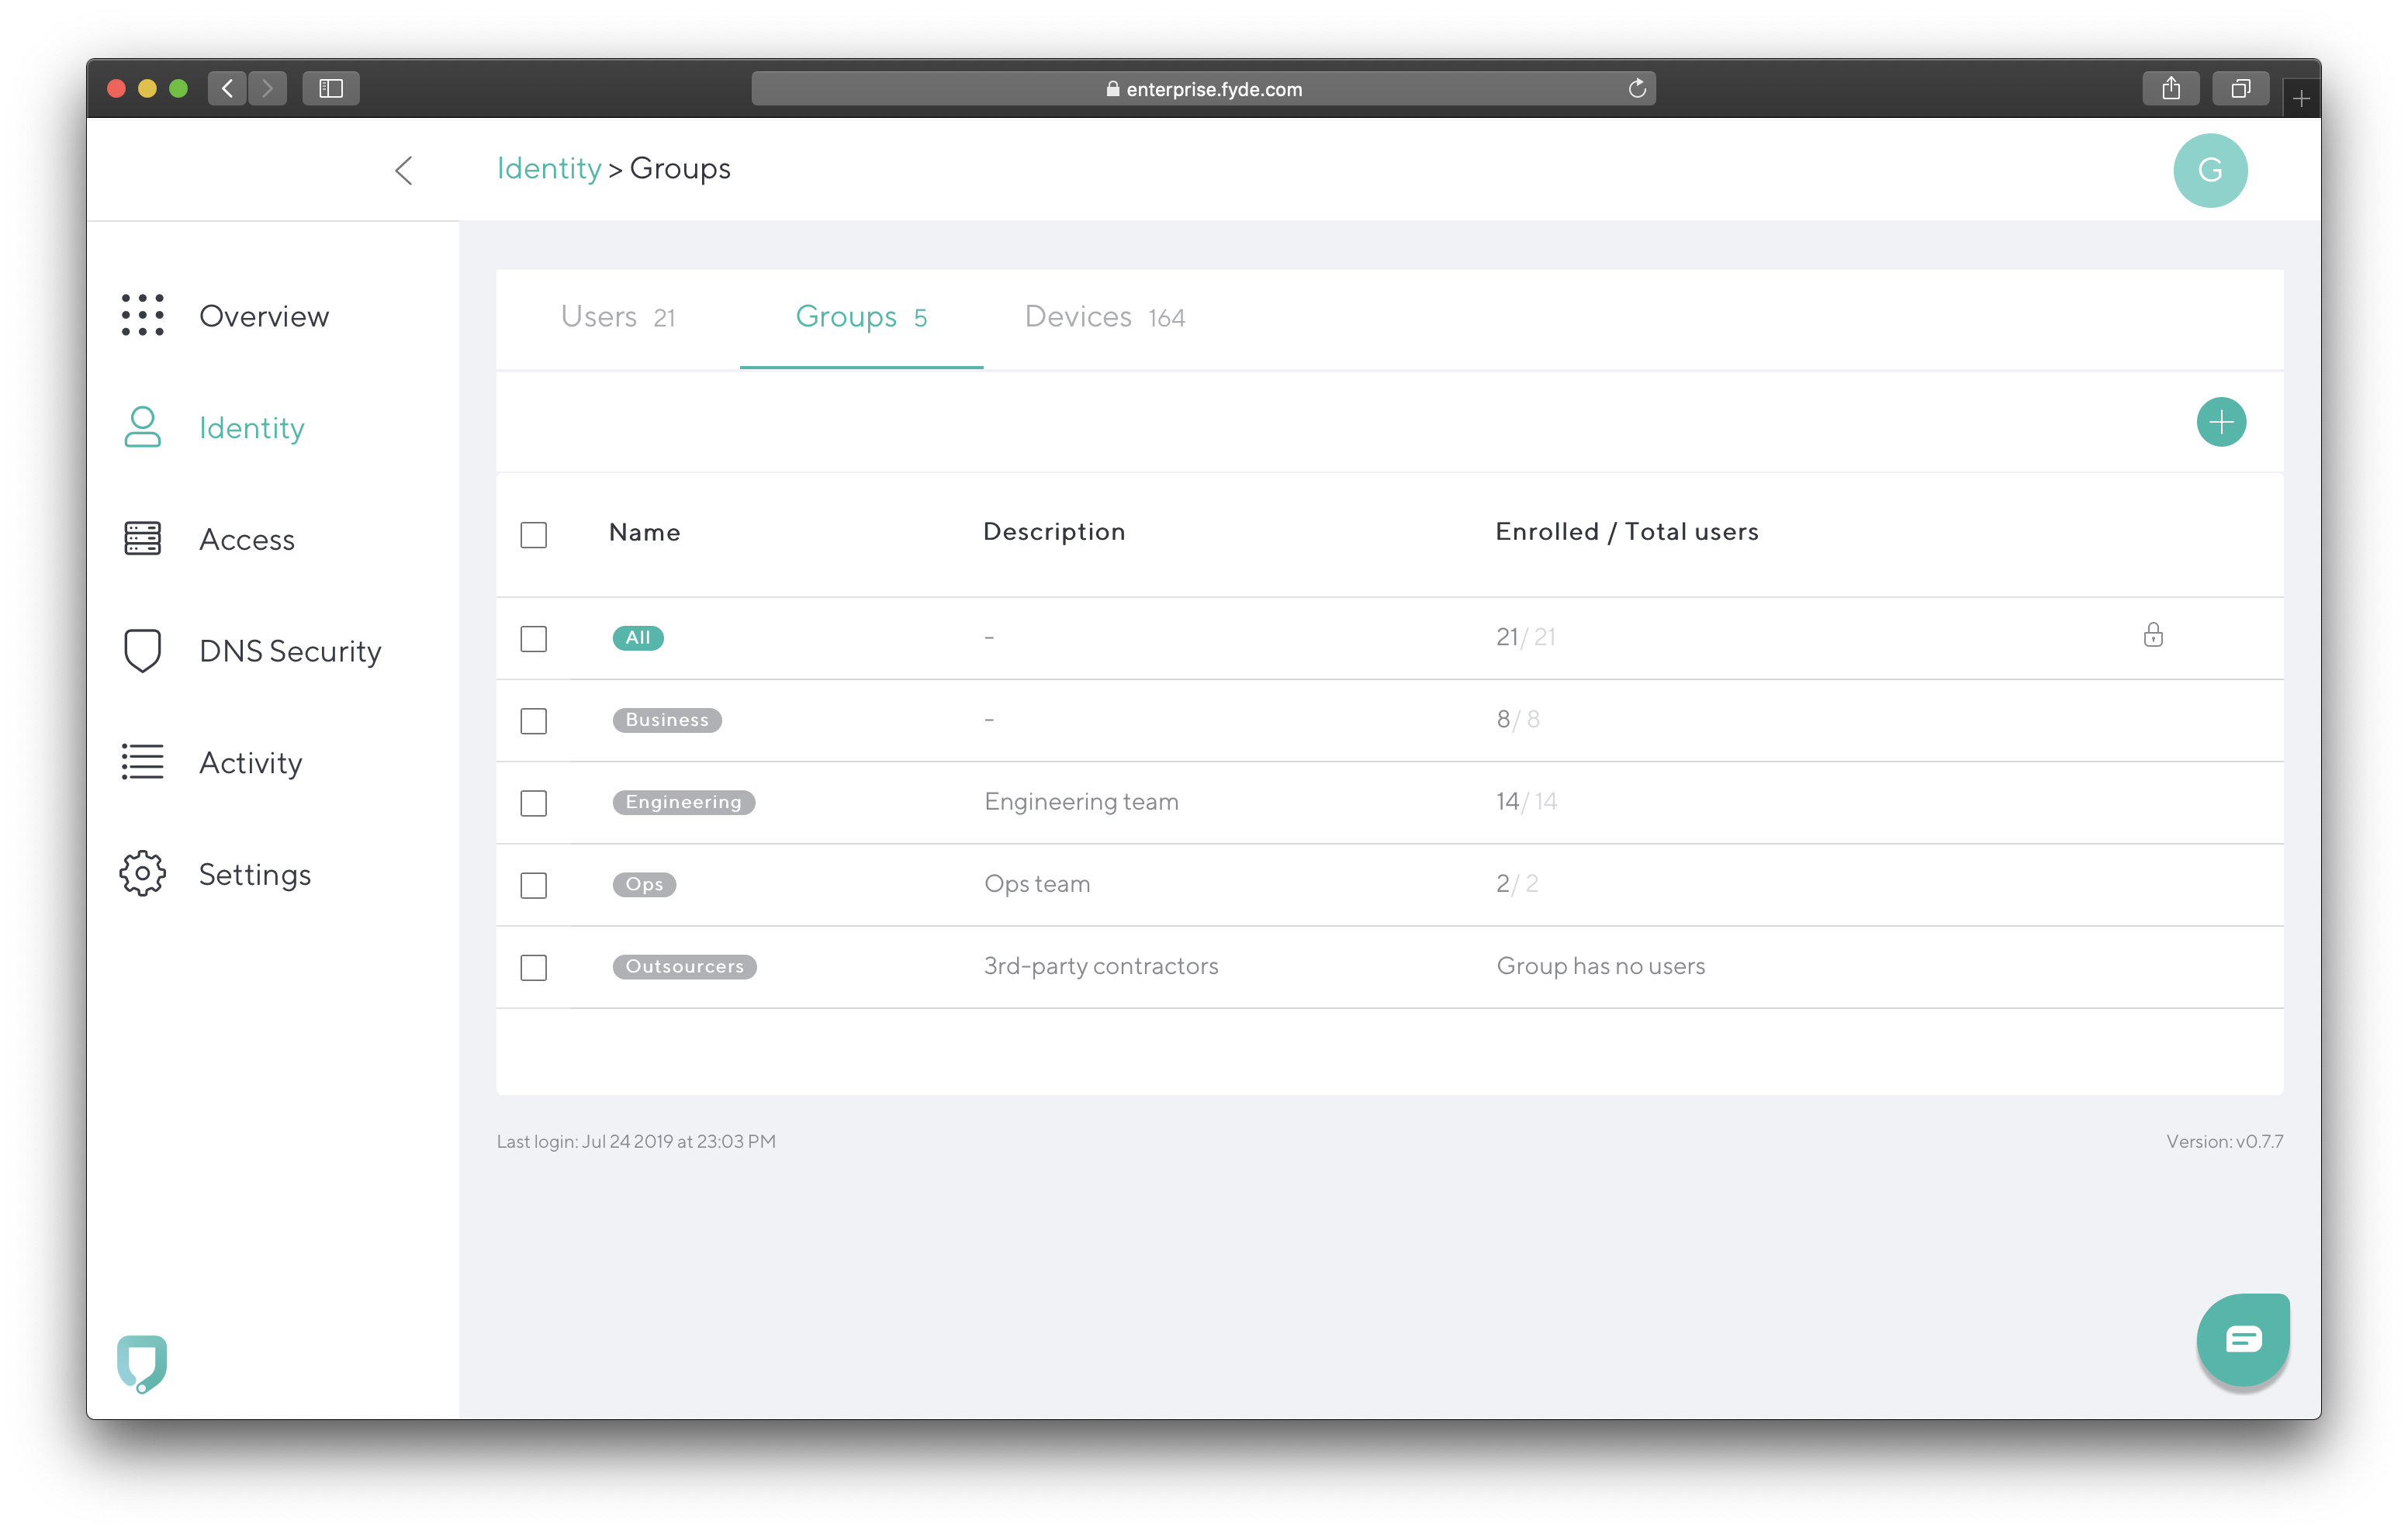 enterprise.fyde.com
Identity > Groups
G
Overview
Identity
Access
DNS Security
Activity
Settings
Users 21 Groups 5 Devices 164
Name Description Enrolled / Total users
All - 21/ 21
Business - 8/ 8
Engineering Engineering team 14/ 14
Ops Ops team 2/ 2
Outsourcers 3rd-party contractors Group has no users
Last login: Jul 24 2019 at 23:03 PM Version: v0.7.7